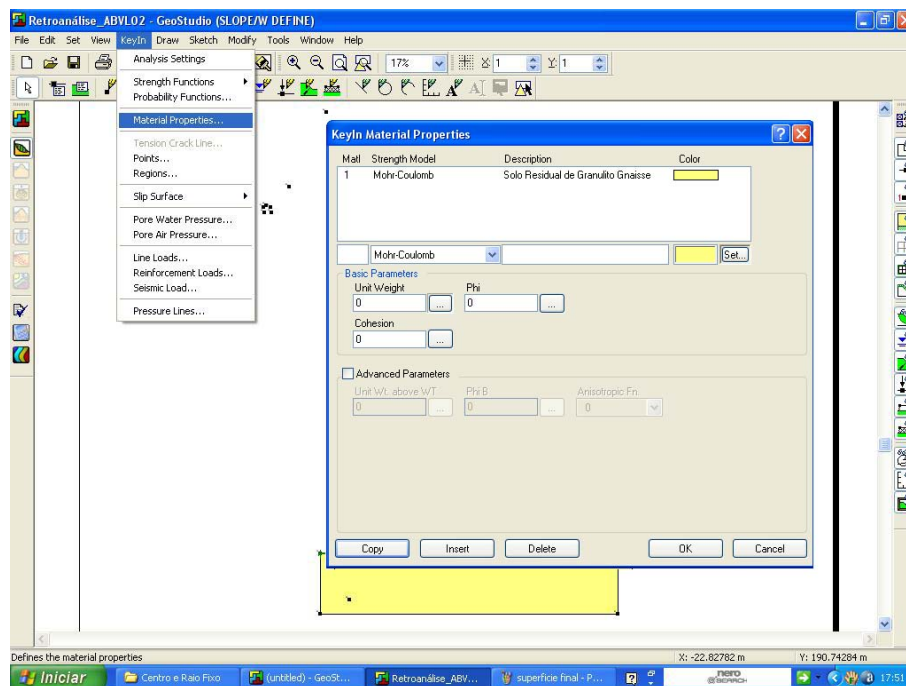 Retroanálise_ABVL02 - GeoStudio (SLOPE/W DEFINE)
File Edit Set View KeyIn Draw Sketch Modify Tools Window Help
17% 1 1
Analysis Settings
Strength Functions
Probability Functions...
Material Properties...
Tension Crack Line...
Points...
Regions...
Slip Surface
Pore Water Pressure...
Pore Air Pressure...
Line Loads...
Reinforcement Loads...
Seismic Load...
Pressure Lines...
KeyIn Material Properties
Matl Strength Model Description Color
1 Mohr-Coulomb Solo Residual de Granulito Gnaisse
Mohr-Coulomb Set...
Basic Parameters
Unit Weight Phi
0 ... 0 ...
Cohesion
0 ...
Advanced Parameters
Unit Wt. above WT Phi B Anisotropic Fn.
0 ... 0 ... 0
Copy Insert Delete OK Cancel
Defines the material properties X: -22.82782 m Y: 190.74284 m
Iniciar Centro e Raio Fixo (untitled) - GeoSt... Retroanálise_ABV... superficie final - P... nero SEARCH 17:51